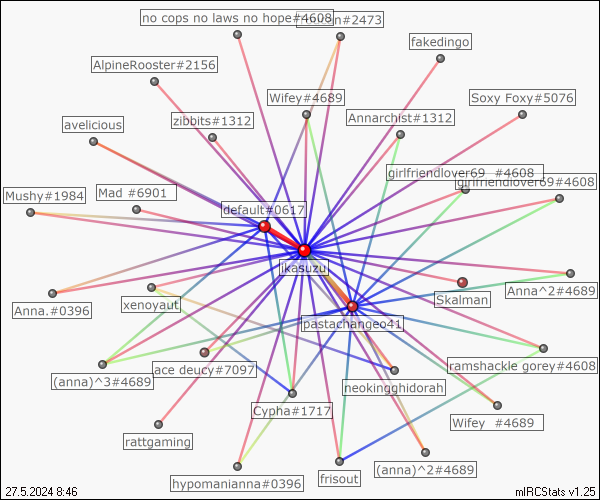 no cops no laws no hope#4608
#2473
fakedingo
AlpineRooster#2156
Wifey#4689
Soxy Foxy#5076
zibbits#1312
Annarchist#1312
avelicious
girlfriendlover69 #4608
girlfriendlover69#4608
Mushy#1984
Mad #6901
default#0617
jikasuzu
Skalman
Anna^2#4689
Anna.#0396
xenoyaut
pastachangeo41
ace deucy#7097
ramshackle gorey#4608
(anna)^3#4689
neokingghidorah
Cypha#1717
Wifey #4689
rattgaming
(anna)^2#4689
hypomanianna#0396
frisout
27.5.2024 8:46
mIRCStats v1.25